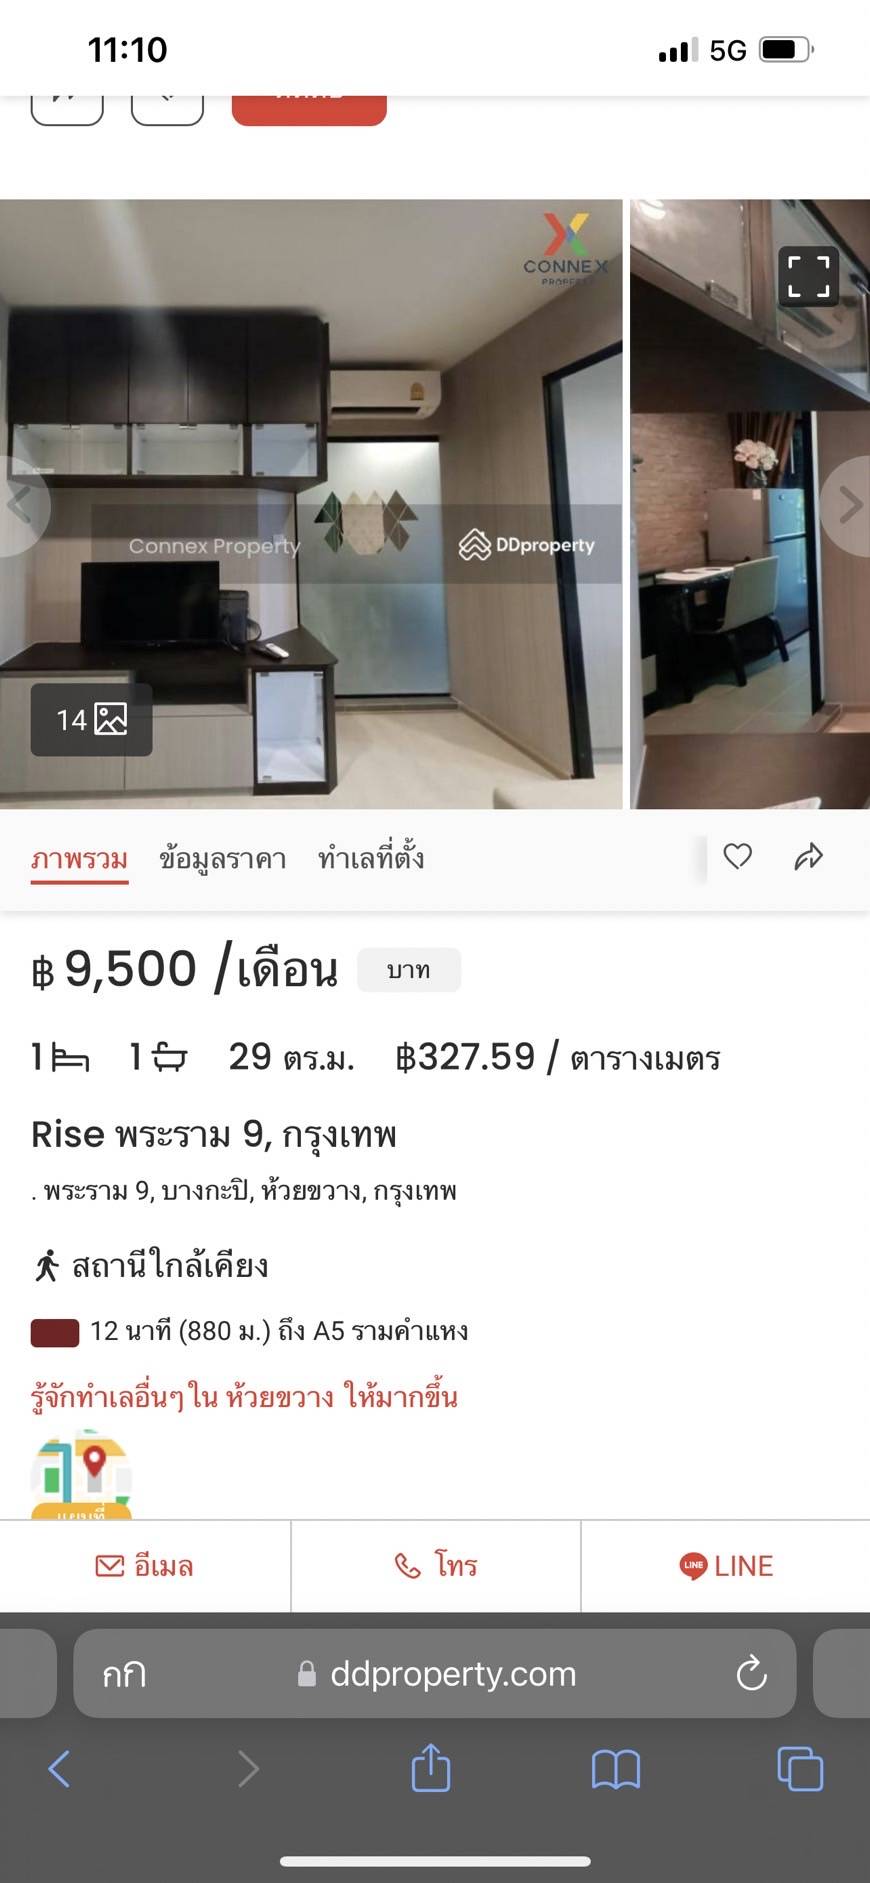 11:10
5G
CONNEX
PROPERTY
Connex Property
DDproperty
14
ภาพรวม ข้อมูลราคา ทำเลที่ตั้ง
฿ 9,500 /เดือน บาท
1 1 29 ตร.ม. ฿327.59 / ตารางเมตร
Rise พระราม 9, กรุงเทพ
. พระราม 9, บางกะปิ, ห้วยขวาง, กรุงเทพ
สถานีใกล้เคียง
12 นาที (880 ม.) ถึง A5 รามคำแหง
รู้จักทำเลอื่นๆ ใน ห้วยขวาง ให้มากขึ้น
แผนที่
อีเมล โทร LINE LINE
กก ddproperty.com